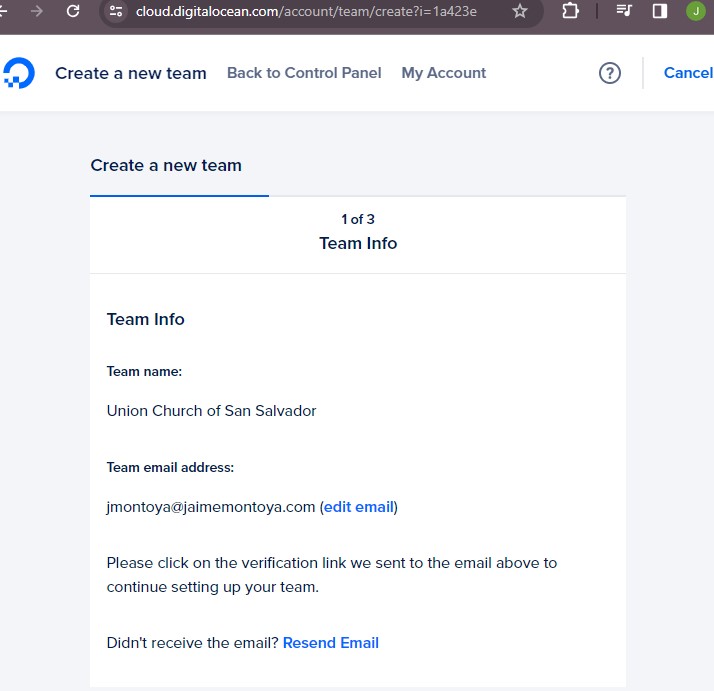 cloud.digitalocean.com/account/team/create?i=1a423e
J
Create a new team
Back to Control Panel
My Account
?
Cancel
Create a new team
1 of 3
Team Info
Team Info
Team name:
Union Church of San Salvador
Team email address:
jmontoya@jaimemontoya.com (edit email)
Please click on the verification link we sent to the email above to
continue setting up your team.
Didn't receive the email? Resend Email